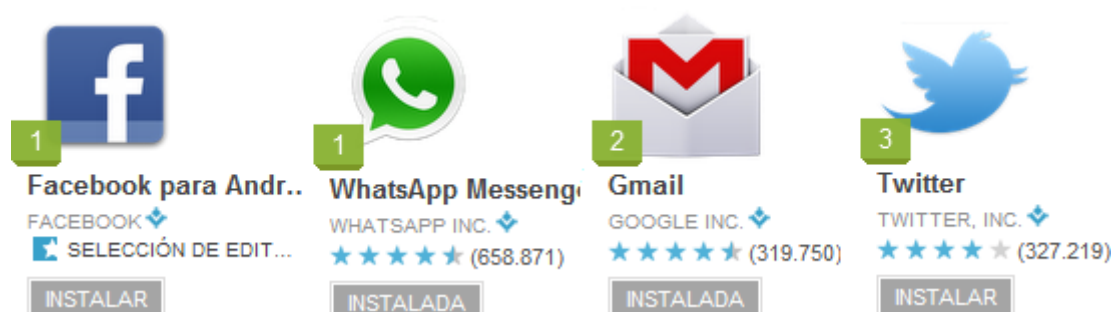 1
Facebook para Andr..
FACEBOOK
SELECCIÓN DE EDIT...
INSTALAR
1
WhatsApp Messeng
WHATSAPP INC.
(658.871)
INSTALADA
2
Gmail
GOOGLE INC.
(319.750)
INSTALADA
3
Twitter
TWITTER, INC.
(327.219)
INSTALAR